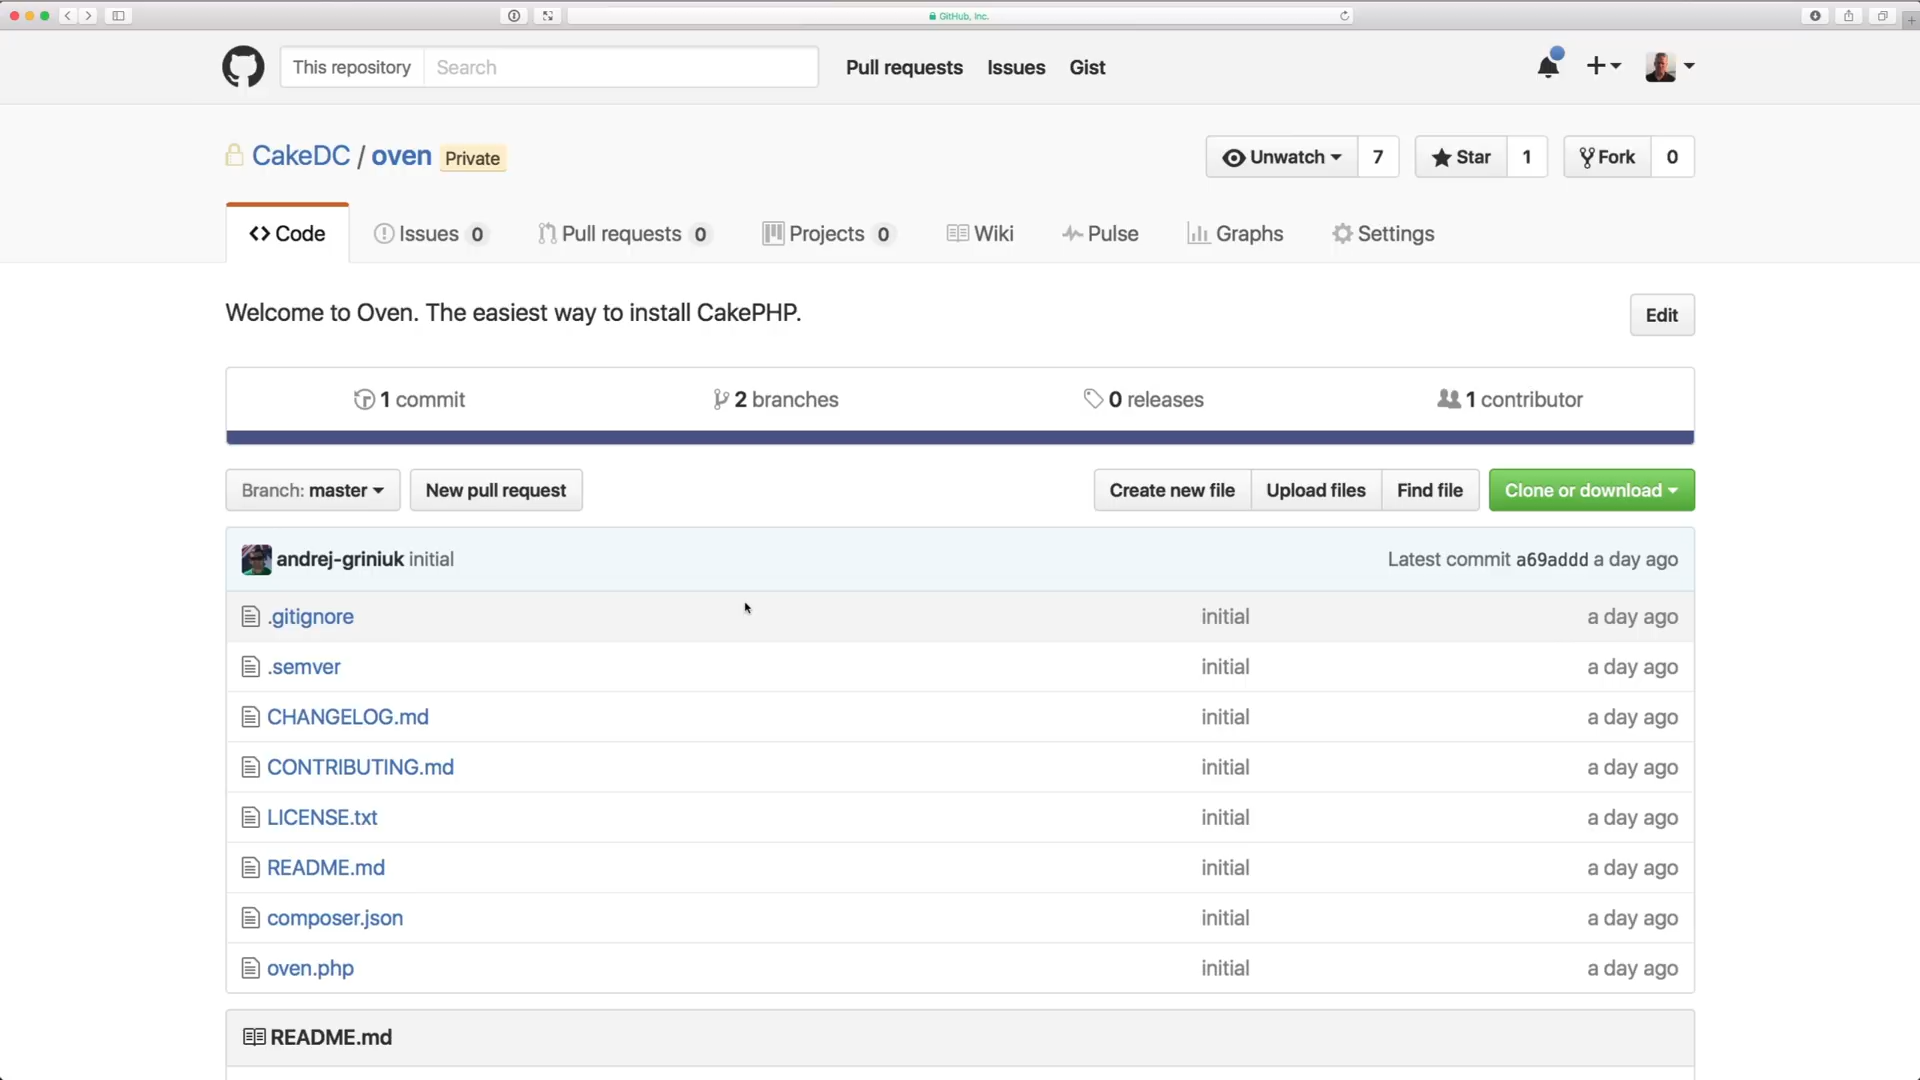 GitHub, Inc.
This repository Search Pull requests Issues Gist
CakeDC / oven Private Unwatch 7 Star 1 Fork 0
Code Issues 0 Pull requests 0 Projects 0 Wiki Pulse Graphs Settings
Welcome to Oven. The easiest way to install CakePHP. Edit
1 commit 2 branches 0 releases 1 contributor
Branch: master New pull request Create new file Upload files Find file Clone or download
andrej-griniuk initial Latest commit a69addd a day ago
.gitignore initial a day ago
.semver initial a day ago
CHANGELOG.md initial a day ago
CONTRIBUTING.md initial a day ago
LICENSE.txt initial a day ago
README.md initial a day ago
composer.json initial a day ago
oven.php initial a day ago
README.md